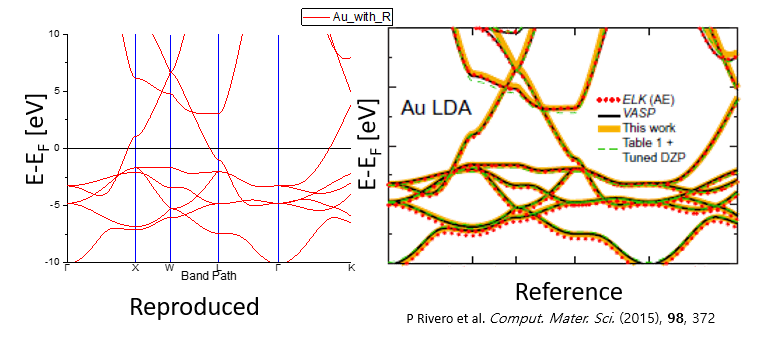 Au_with_R
10
5
0
-5
-10
E-E_F [eV]
Γ X W L Γ K
Band Path
Reproduced
E-E_F [eV]
Au LDA
ELK (AE)
VASP
This work
Table 1 +
Tuned DZP
Reference
P Rivero et al. Comput. Mater. Sci. (2015), 98, 372